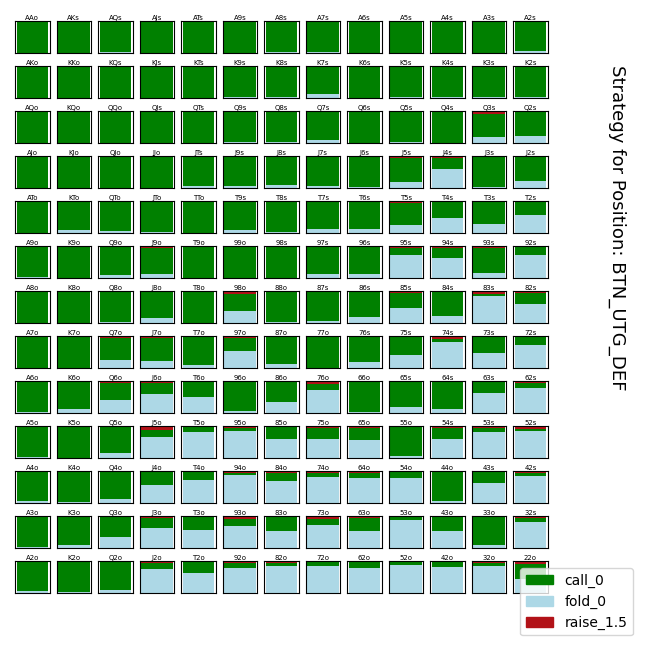 AAo AKs AQs AJs ATs A9s A8s A7s A6s A5s A4s A3s A2s
AKo KKo KQs KJs KTs K9s K8s K7s K6s K5s K4s K3s K2s
AQo KQo QQo QJs QTs Q9s Q8s Q7s Q6s Q5s Q4s Q3s Q2s
AJo KJo QJo JJo JTs J9s J8s J7s J6s J5s J4s J3s J2s
ATo KTo QTo JTo TTo T9s T8s T7s T6s T5s T4s T3s T2s
A9o K9o Q9o J9o T9o 99o 98s 97s 96s 95s 94s 93s 92s
A8o K8o Q8o J8o T8o 98o 88o 87s 86s 85s 84s 83s 82s
A7o K7o Q7o J7o T7o 97o 87o 77o 76s 75s 74s 73s 72s
A6o K6o Q6o J6o T6o 96o 86o 76o 66o 65s 64s 63s 62s
A5o K5o Q5o J5o T5o 95o 85o 75o 65o 55o 54s 53s 52s
A4o K4o Q4o J4o T4o 94o 84o 74o 64o 54o 44o 43s 42s
A3o K3o Q3o J3o T3o 93o 83o 73o 63o 53o 43o 33o 32s
A2o K2o Q2o J2o T2o 92o 82o 72o 62o 52o 42o 32o 22o
Strategy for Position: BTN_UTG_DEF
call_0
fold_0
raise_1.5